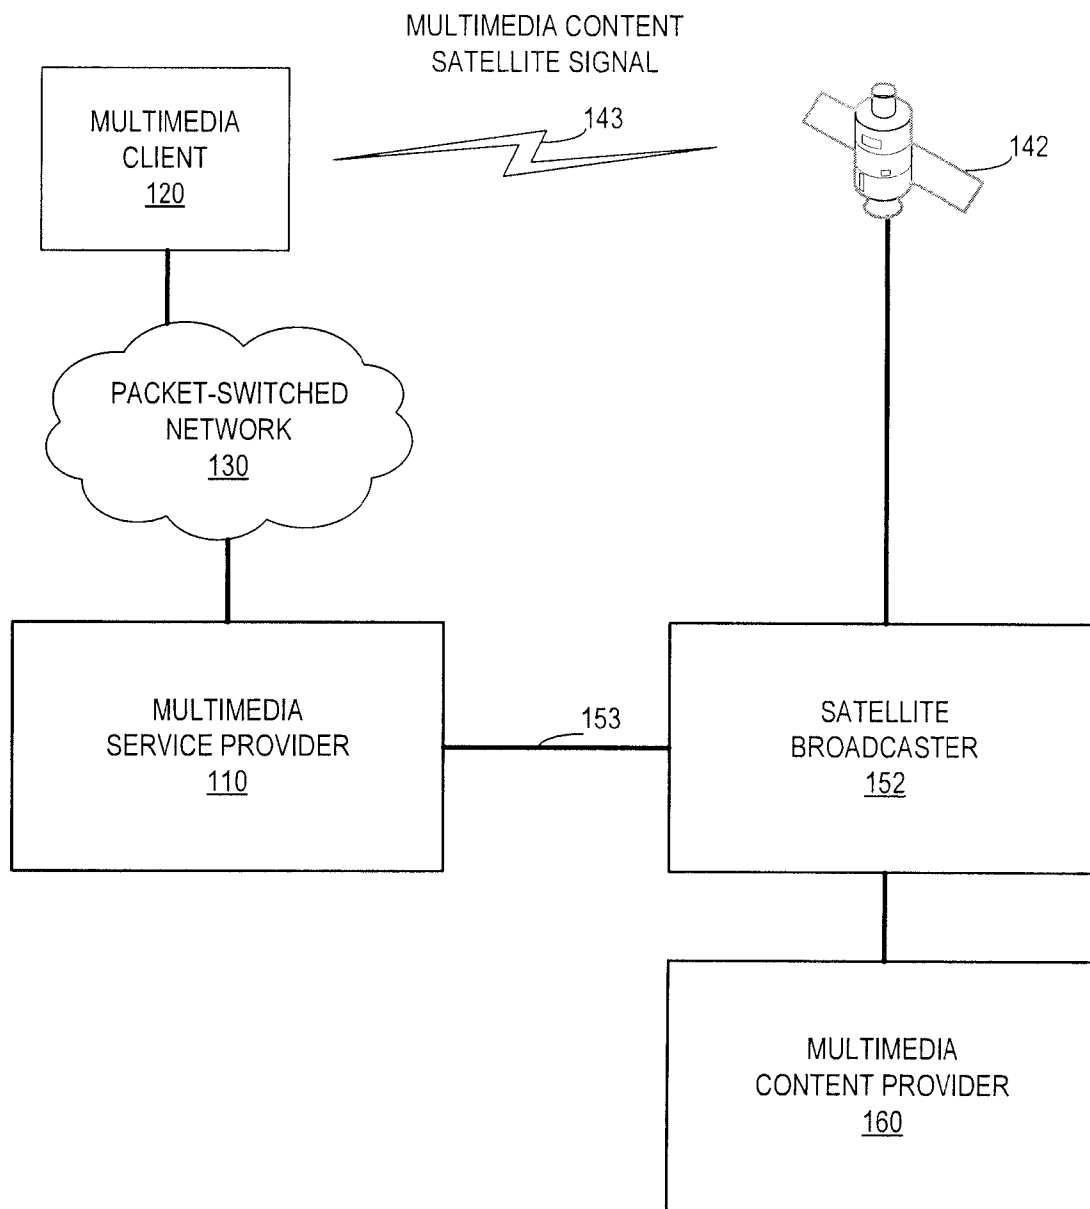 MULTIMEDIA CONTENT
SATELLITE SIGNAL
MULTIMEDIA
CLIENT
120
143
142
PACKET-SWITCHED
NETWORK
130
MULTIMEDIA
SERVICE PROVIDER
110
153
SATELLITE
BROADCASTER
152
MULTIMEDIA
CONTENT PROVIDER
160